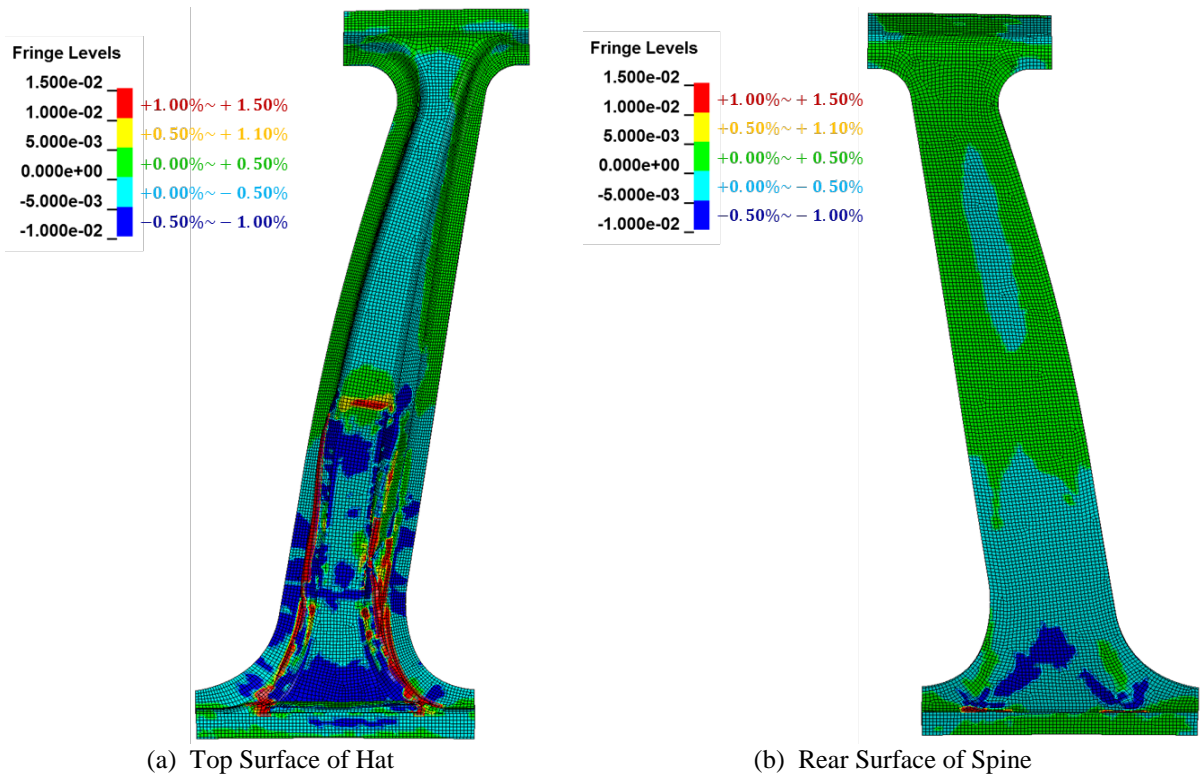 Fringe Levels
1.500e-02
1.000e-02
5.000e-03
0.000e+00
-5.000e-03
-1.000e-02
+1.00%~ + 1.50%
+0.50%~ + 1.10%
+0.00%~ + 0.50%
+0.00%~ − 0.50%
−0.50%~ − 1.00%
(a) Top Surface of Hat
Fringe Levels
1.500e-02
1.000e-02
5.000e-03
0.000e+00
-5.000e-03
-1.000e-02
+1.00%~ + 1.50%
+0.50%~ + 1.10%
+0.00%~ + 0.50%
+0.00%~ − 0.50%
−0.50%~ − 1.00%
(b) Rear Surface of Spine